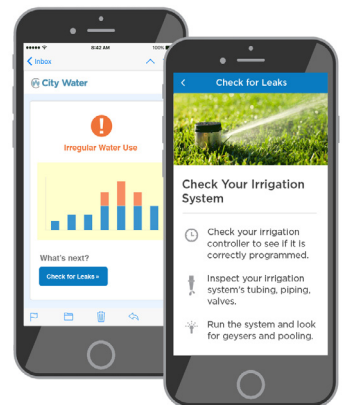 8:42 AM
100%
Inbox
City Water
Irregular Water Use
What's next?
Check for Leaks »
Check for Leaks
Check Your Irrigation
System
Check your irrigation
controller to see if it is
correctly programmed.
Inspect your irrigation
system's tubing, piping,
valves.
Run the system and look
for geysers and pooling.